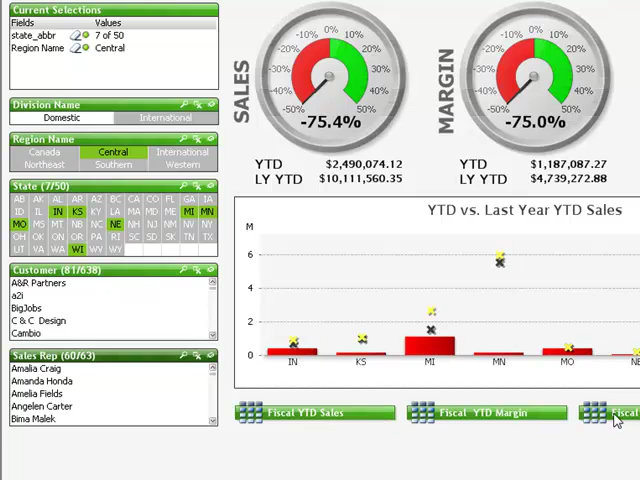 Current Selections
Fields Values
state_abbr 7 of 50
Region Name Central
Division Name
Domestic International
Region Name
Canada Central International
Northeast Southern Western
State (7/50)
AB AK AL AR AZ BC CA CO FL GA IA
ID IL IN KS KY LA MA MD ME MI MN
MO MS MT NB NC NE NH NJ NV NY
OH OK ON OR PA RI SC SD TN TX
UT VA WA WI WV WY
Customer (81/638)
A&R Partners
a2i
BigJobs
C & C Design
Cambio
Sales Rep (60/63)
Amalia Craig
Amanda Honda
Amelia Fields
Angelen Carter
Bima Malek
SALES
0%
-10% 10%
-20% 20%
-30% 30%
-40% 40%
-50% 50%
-75.4%
YTD $2,490,074.12
LY YTD $10,111,560.35
MARGIN
0%
-10% 10%
-20% 20%
-30% 30%
-40% 40%
-50% 50%
-75.0%
YTD $1,187,087.27
LY YTD $4,739,272.88
YTD vs. Last Year YTD Sales
M
6
4
2
0
IN KS MI MN MO NE
Fiscal YTD Sales Fiscal YTD Margin Fiscal